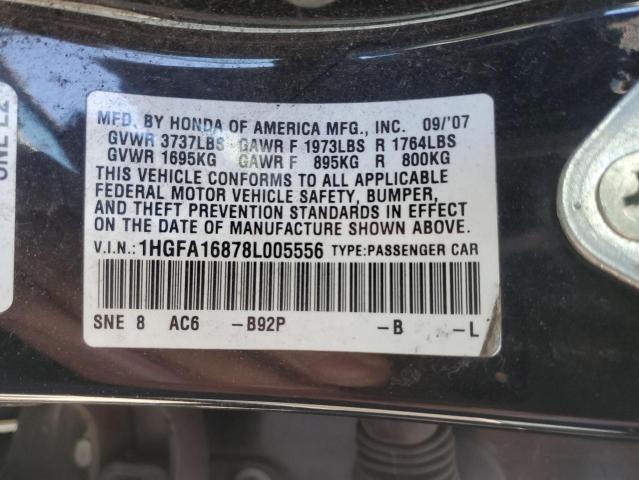 MFD. BY HONDA OF AMERICA MFG., INC. 09/'07
GVWR 3737LBS GAWR F 1973LBS R 1764LBS
GVWR 1695KG GAWR F 895KG R 800KG
THIS VEHICLE CONFORMS TO ALL APPLICABLE
FEDERAL MOTOR VEHICLE SAFETY, BUMPER,
AND THEFT PREVENTION STANDARDS IN EFFECT
ON THE DATE OF MANUFACTURE SHOWN ABOVE.
V.I.N.: 1HGFA16878L005556 TYPE:PASSENGER CAR
SNE 8 AC6 -B92P -B -L